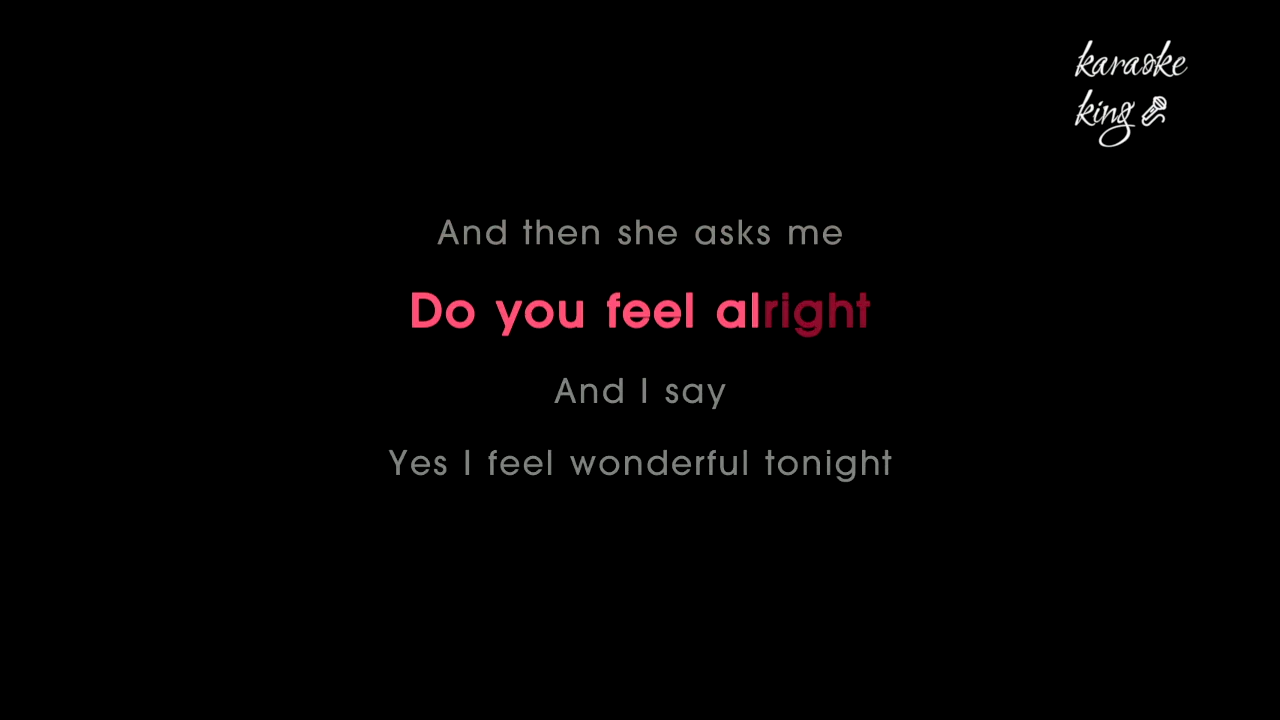 karaoke
king
And then she asks me
Do you feel alright
And I say
Yes I feel wonderful tonight